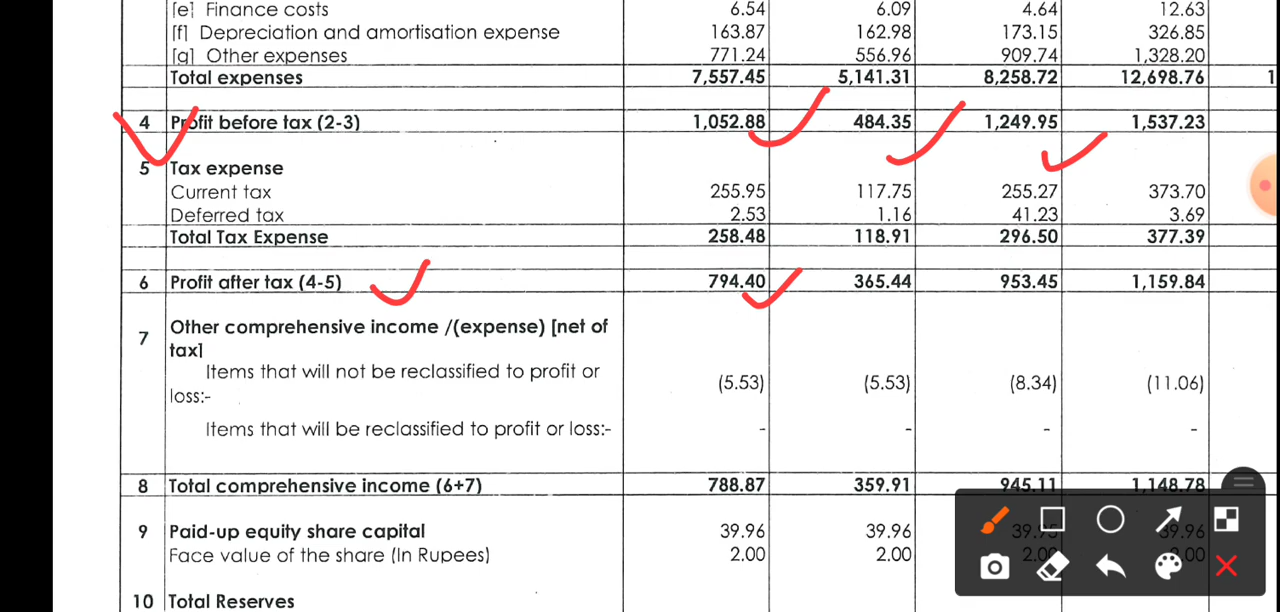 [e] Finance costs 6.54 6.09 4.64 12.63
[f] Depreciation and amortisation expense 163.87 162.98 173.15 326.85
[g] Other expenses 771.24 556.96 909.74 1,328.20
Total expenses 7,557.45 5,141.31 8,258.72 12,698.76 1
4 Profit before tax (2-3) 1,052.88 484.35 1,249.95 1,537.23
5 Tax expense
Current tax 255.95 117.75 255.27 373.70
Deferred tax 2.53 1.16 41.23 3.69
Total Tax Expense 258.48 118.91 296.50 377.39
6 Profit after tax (4-5) 794.40 365.44 953.45 1,159.84
7 Other comprehensive income /(expense) [net of
tax]
Items that will not be reclassified to profit or
loss:- (5.53) (5.53) (8.34) (11.06)
Items that will be reclassified to profit or loss:- - - - -
8 Total comprehensive income (6+7) 788.87 359.91 945.11 1,148.78
9 Paid-up equity share capital 39.96 39.96 39.95 39.96
Face value of the share (In Rupees) 2.00 2.00 2.00 2.00
10 Total Reserves